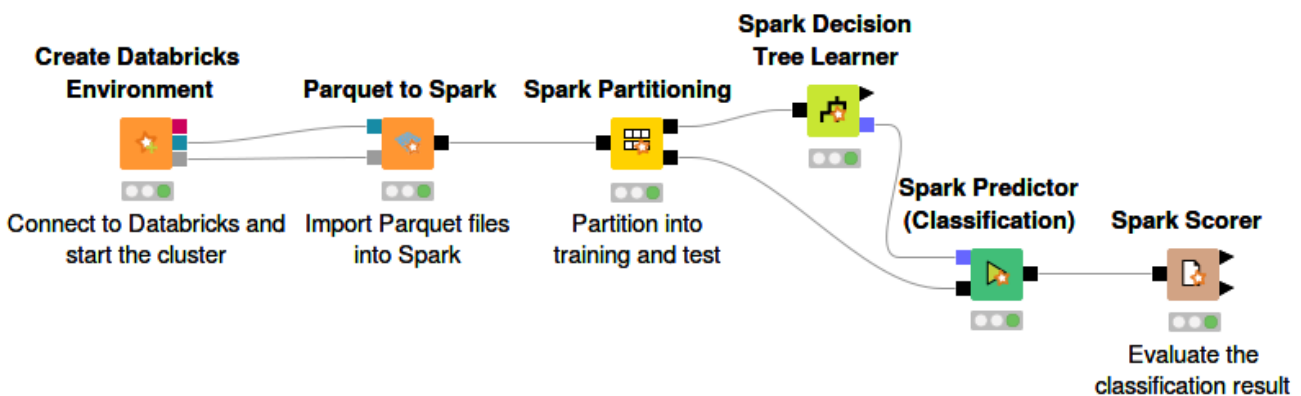 Create Databricks
Environment
Connect to Databricks and
start the cluster
Parquet to Spark
Import Parquet files
into Spark
Spark Partitioning
Partition into
training and test
Spark Decision
Tree Learner
Spark Predictor
(Classification)
Spark Scorer
Evaluate the
classification result